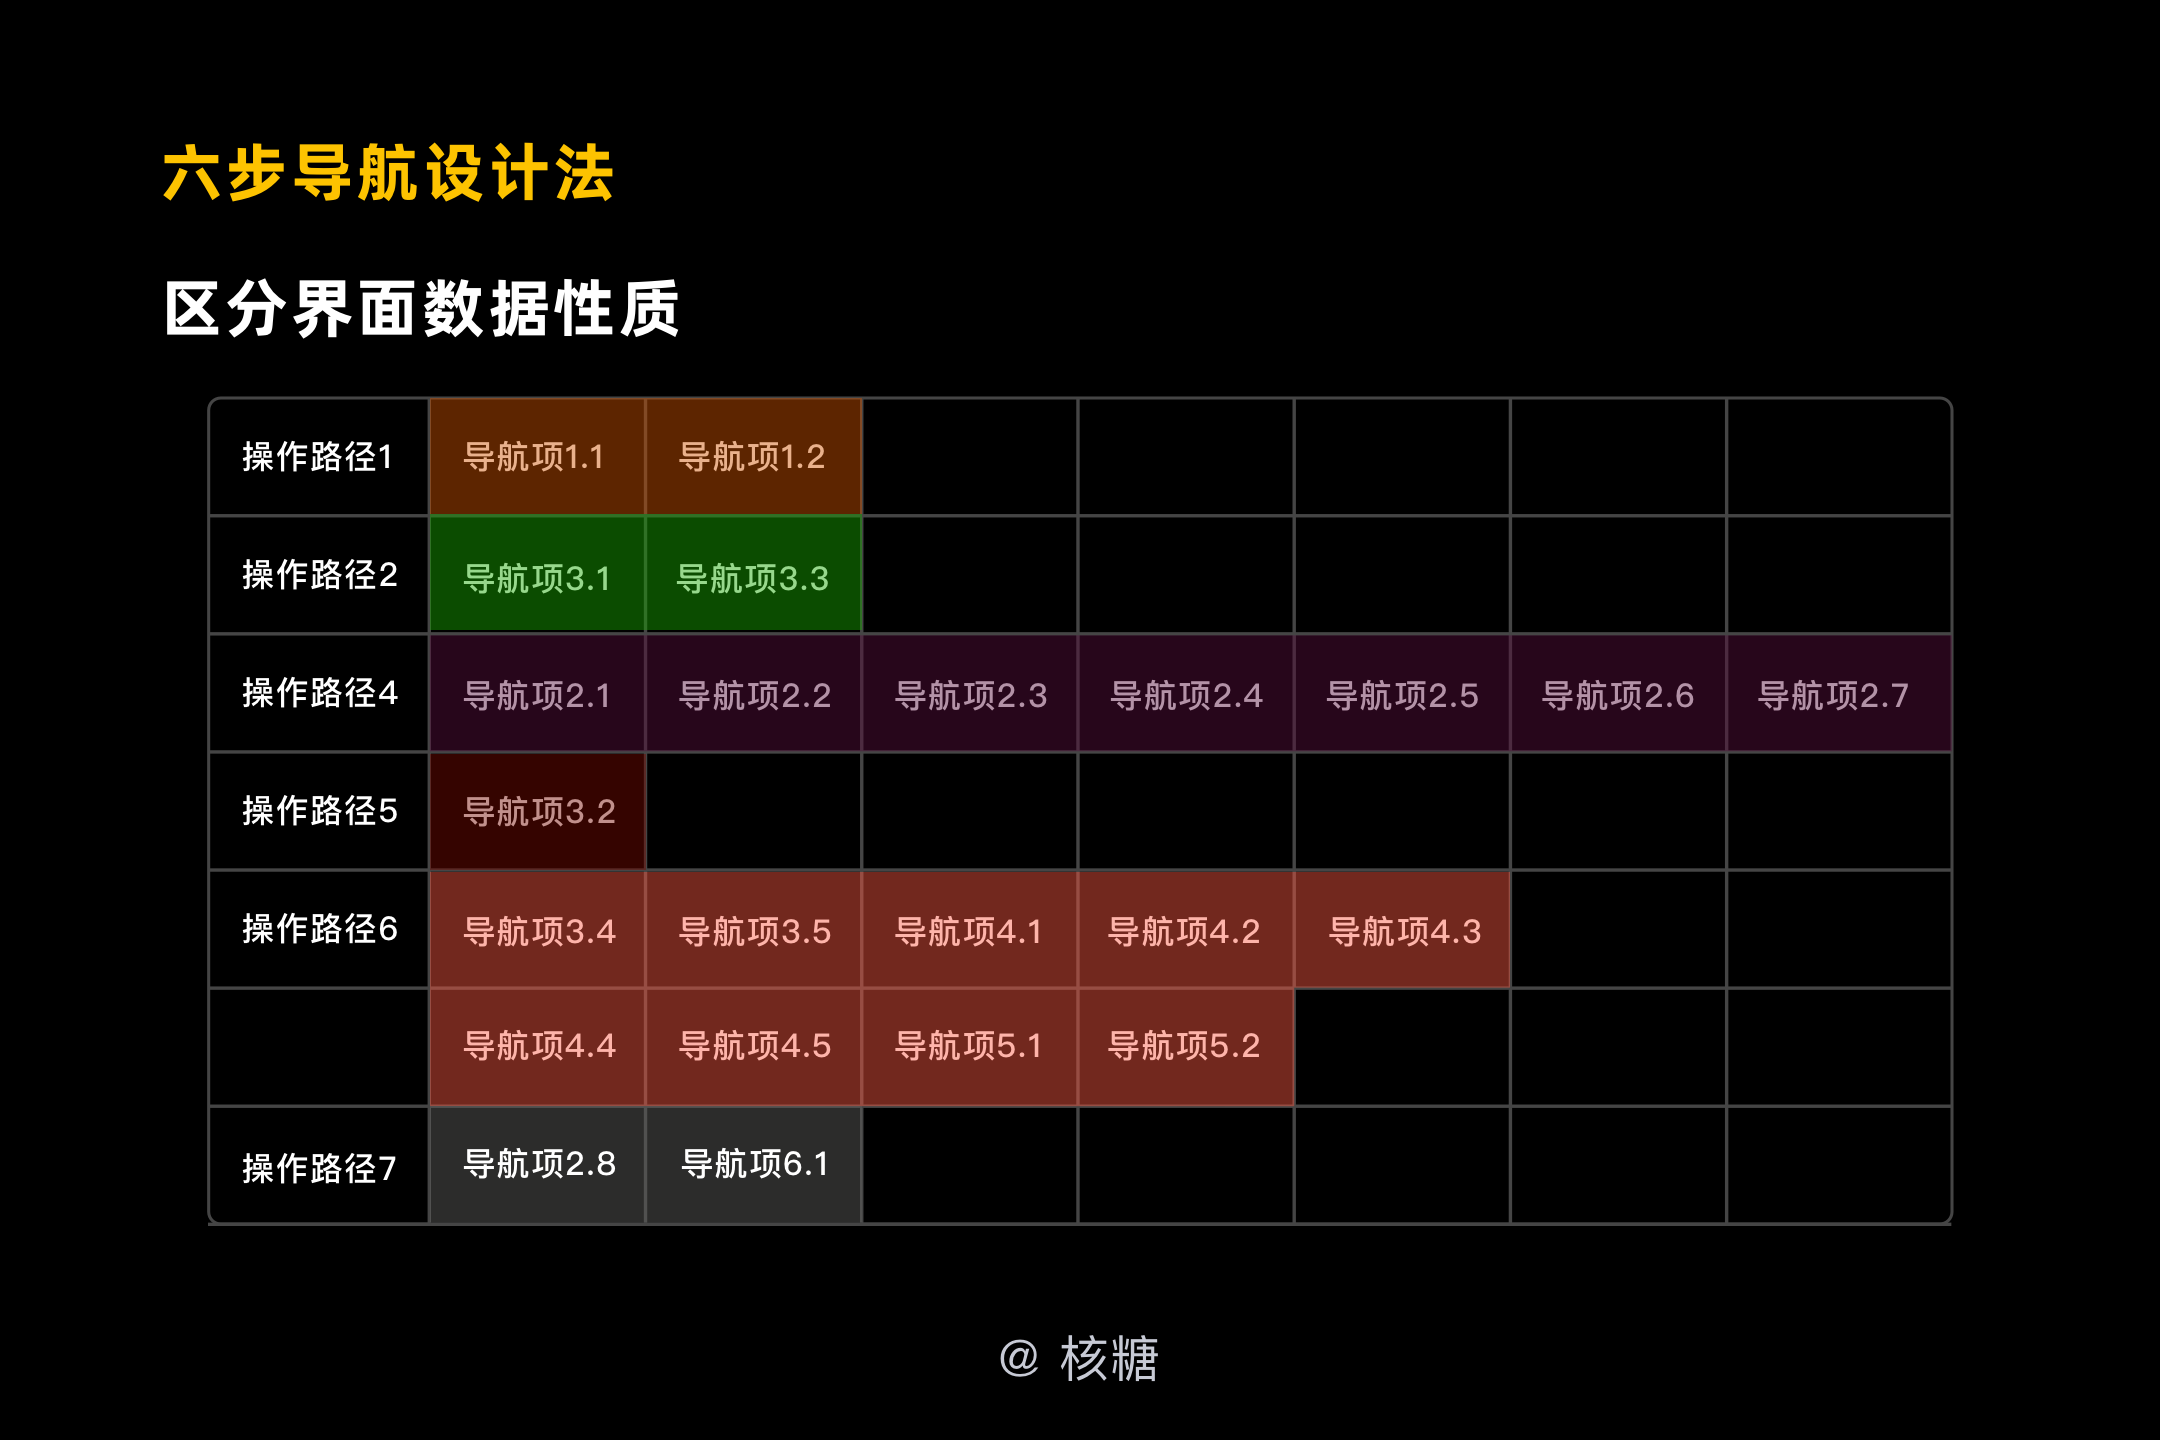 六步导航设计法
区分界面数据性质
操作路径1 导航项1.1 导航项1.2
操作路径2 导航项3.1 导航项3.3
操作路径4 导航项2.1 导航项2.2 导航项2.3 导航项2.4 导航项2.5 导航项2.6 导航项2.7
操作路径5 导航项3.2
操作路径6 导航项3.4 导航项3.5 导航项4.1 导航项4.2 导航项4.3
导航项4.4 导航项4.5 导航项5.1 导航项5.2
操作路径7 导航项2.8 导航项6.1
@ 核糖